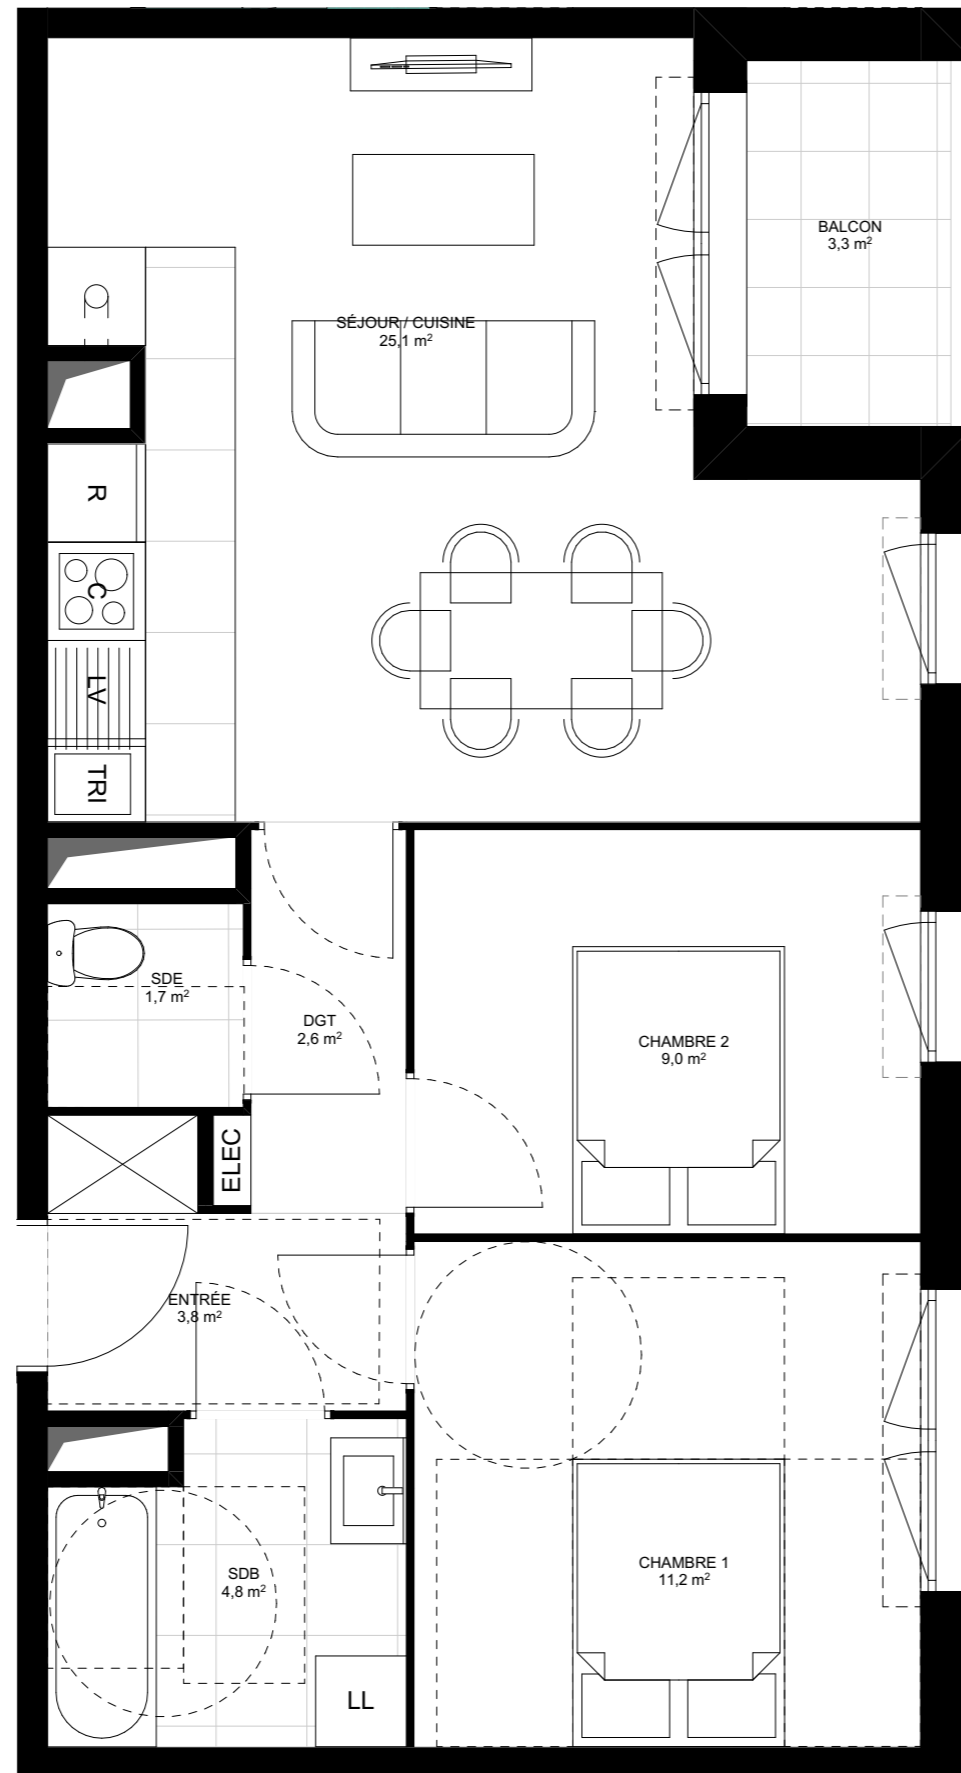 BALCON
3,3 m²
SÉJOUR / CUISINE
25,1 m²
R
C
LV
TRI
SDE
1,7 m²
DGT
2,6 m²
CHAMBRE 2
9,0 m²
ELEC
ENTRÉE
3,8 m²
SDB
4,8 m²
CHAMBRE 1
11,2 m²
LL